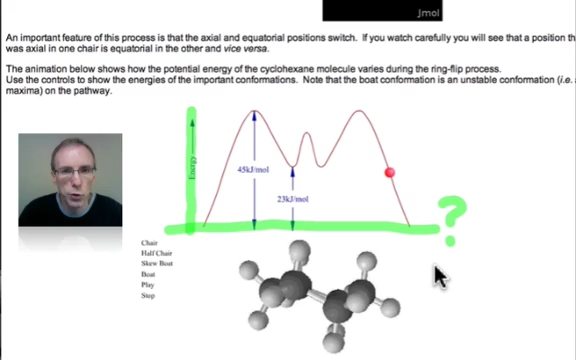 Jmol
An important feature of this process is that the axial and equatorial positions switch. If you watch carefully you will see that a position th
was axial in one chair is equatorial in the other and vice versa.
The animation below shows how the potential energy of the cyclohexane molecule varies during the ring-flip process.
Use the controls to show the energies of the important conformations. Note that the boat conformation is an unstable conformation (i.e. a
maxima) on the pathway.
Energy
45kJ/mol
23kJ/mol
?
Chair
Half Chair
Skew Boat
Boat
Play
Stop